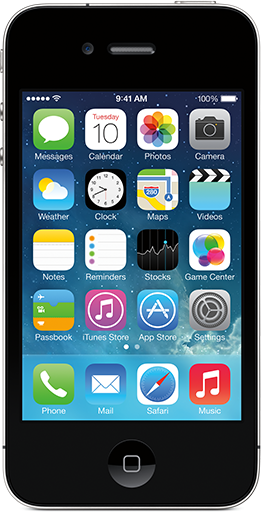 9:41 AM 100%
Tuesday
10
280
Messages Calendar Photos Camera
Weather Clock Maps Videos
Notes Reminders Stocks Game Center
Passbook iTunes Store App Store Settings
Phone Mail Safari Music